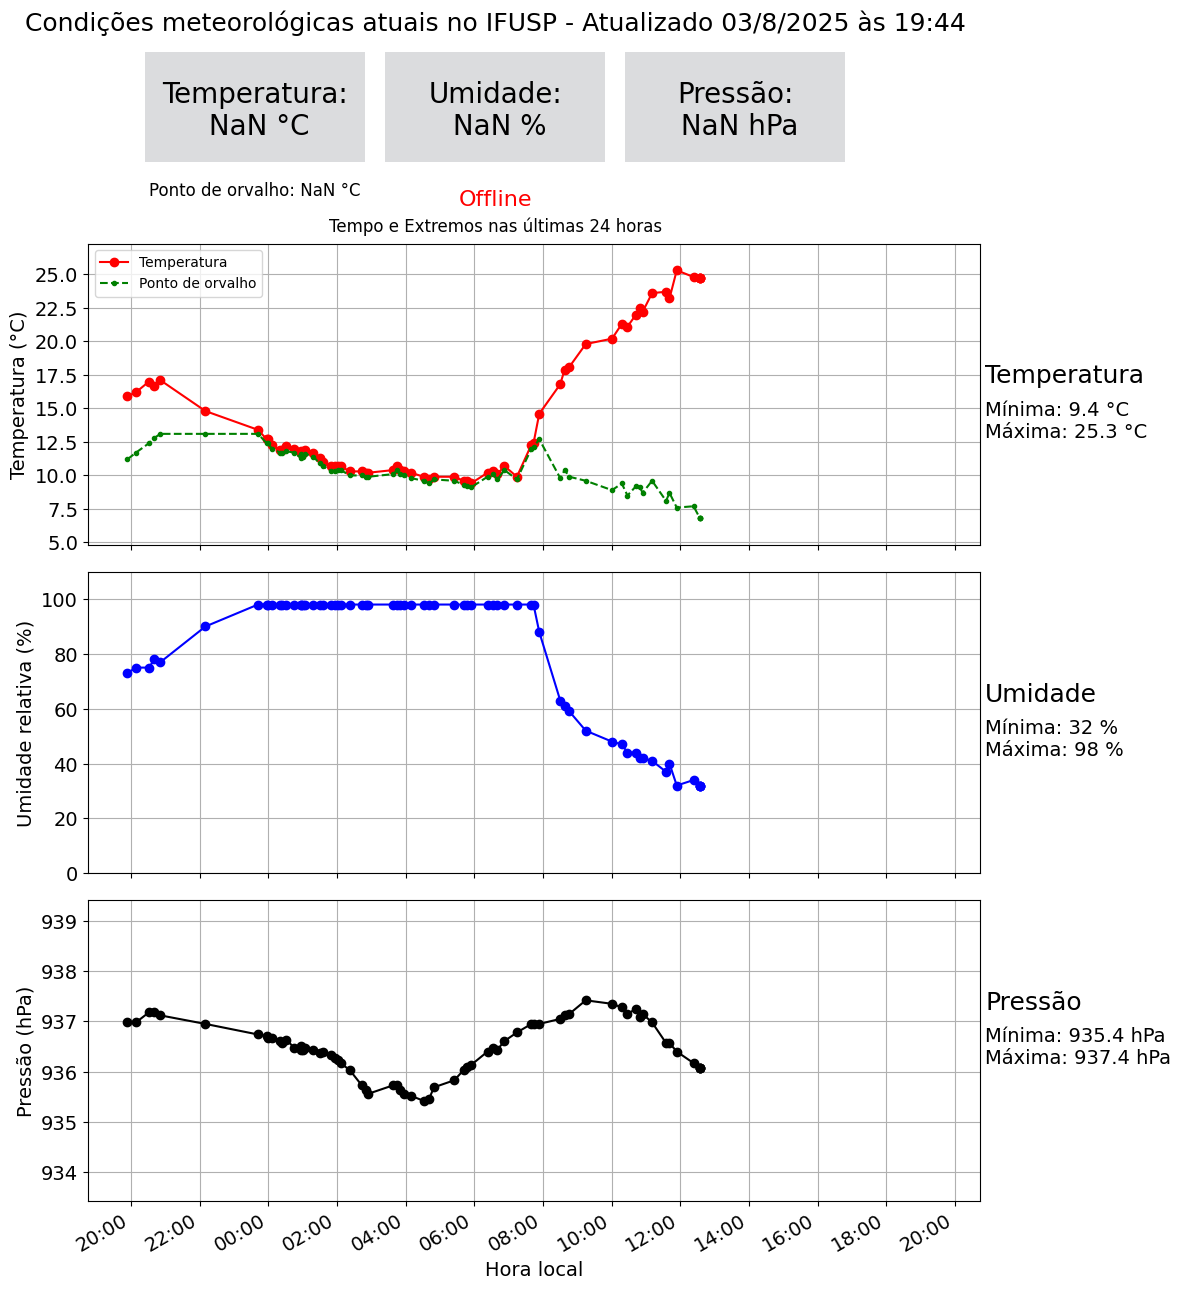 Condições meteorológicas atuais no IFUSP - Atualizado 03/8/2025 às 19:44
Temperatura:
NaN °C
Umidade:
NaN %
Pressão:
NaN hPa
Ponto de orvalho: NaN °C
Offline
Tempo e Extremos nas últimas 24 horas
Temperatura
Ponto de orvalho
Temperatura (°C)
25.0
22.5
20.0
17.5
15.0
12.5
10.0
7.5
5.0
Temperatura
Mínima: 9.4 °C
Máxima: 25.3 °C
Umidade relativa (%)
100
80
60
40
20
0
Umidade
Mínima: 32 %
Máxima: 98 %
Pressão (hPa)
939
938
937
936
935
934
Pressão
Mínima: 935.4 hPa
Máxima: 937.4 hPa
20:00 22:00 00:00 02:00 04:00 06:00 08:00 10:00 12:00 14:00 16:00 18:00 20:00
Hora local